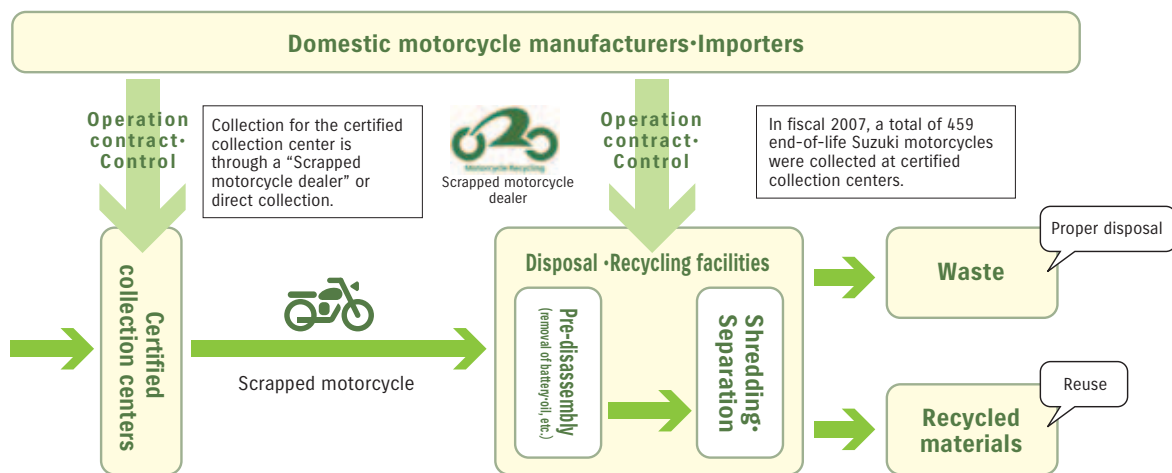 Domestic motorcycle manufacturers･Importers
Operation
contract･
Control
Collection for the certified
collection center is
through a “Scrapped
motorcycle dealer” or
direct collection.
Motorcycle Recycling
Scrapped motorcycle
dealer
Operation
contract･
Control
In fiscal 2007, a total of 459
end-of-life Suzuki motorcycles
were collected at certified
collection centers.
Certified
collection centers
Scrapped motorcycle
Disposal ･Recycling facilities
Pre-disassembly
(removal of battery･oil, etc.)
Shredding･
Separation
Waste
Proper disposal
Recycled
materials
Reuse